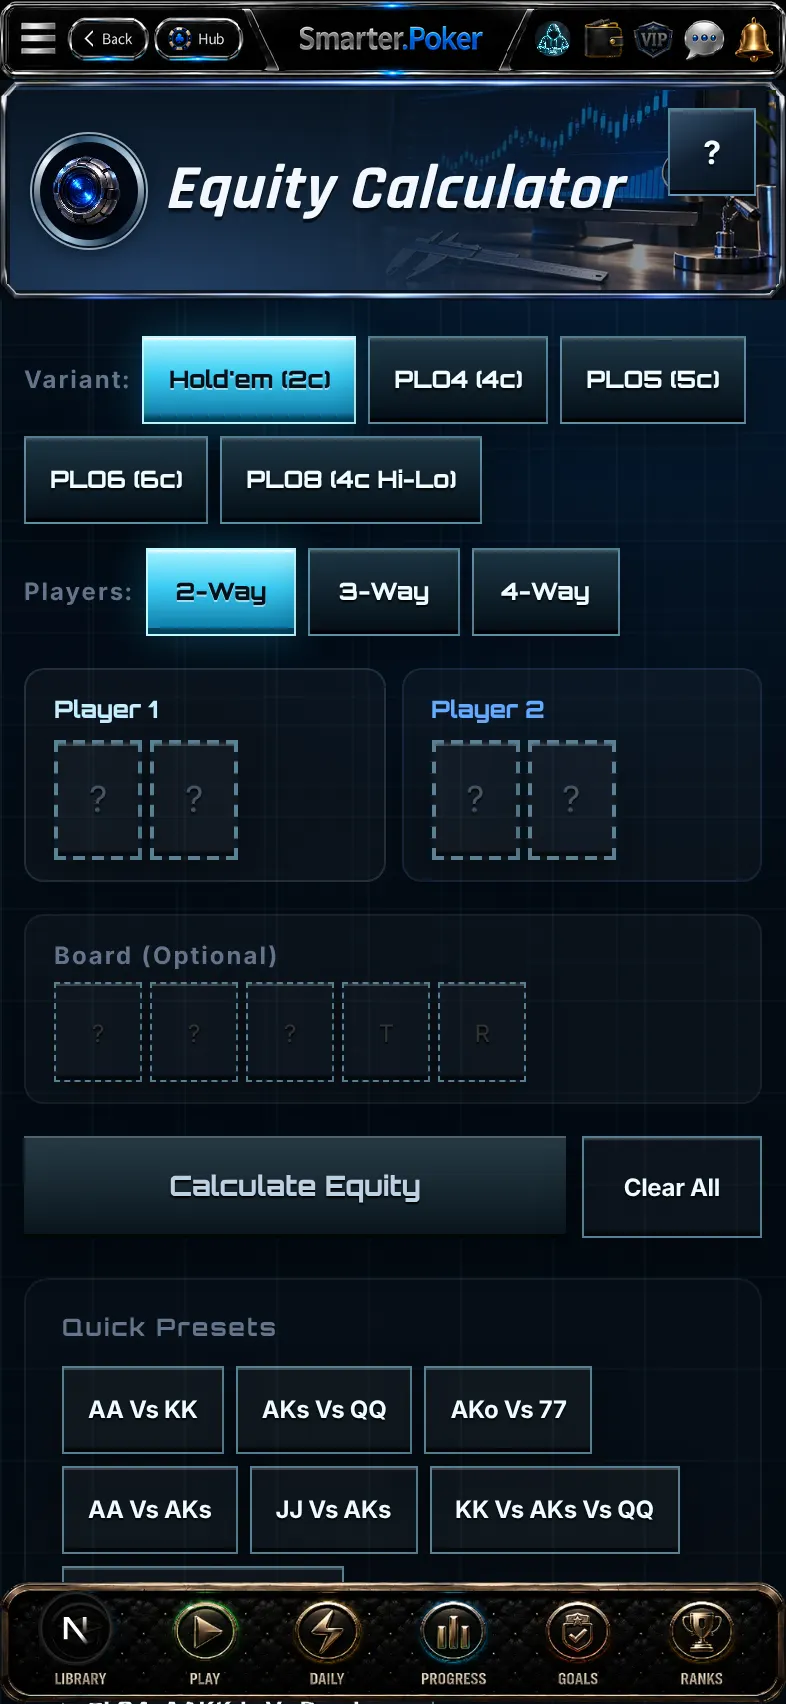 Back
Hub
Smarter.Poker
VIP
Equity Calculator
?
Variant:
Hold'em (2c)
PLO4 (4c)
PLO5 (5c)
PLO6 (6c)
PLO8 (4c Hi-Lo)
Players:
2-Way
3-Way
4-Way
Player 1
? ?
Player 2
? ?
Board (Optional)
? ? ? T R
Calculate Equity
Clear All
Quick Presets
AA Vs KK
AKs Vs QQ
AKo Vs 77
AA Vs AKs
JJ Vs AKs
KK Vs AKs Vs QQ
N
LIBRARY
PLAY
DAILY
PROGRESS
GOALS
RANKS